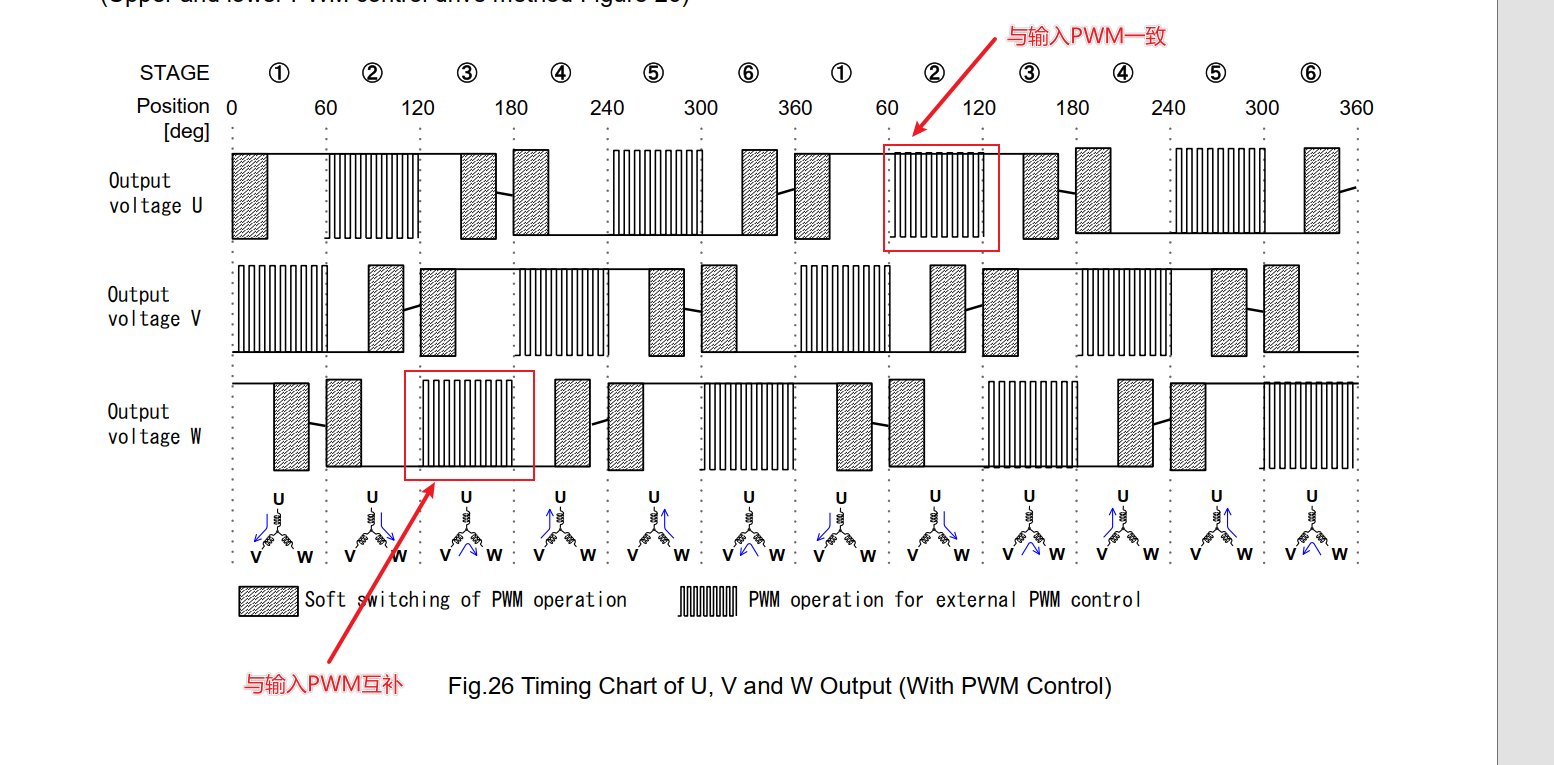 (Upper and lower PWM control drive method Figure 26)
与输入PWM一致
STAGE ① ② ③ ④ ⑤ ⑥ ① ② ③ ④ ⑤ ⑥
Position 0 60 120 180 240 300 360 60 120 180 240 300 360
[deg]
Output
voltage U
Output
voltage V
Output
voltage W
U U U U U U U U U U U U
V W V W V W V W V W V W V W V W V W V W V W V W
Soft switching of PWM operation PWM operation for external PWM control
与输入PWM互补
Fig.26 Timing Chart of U, V and W Output (With PWM Control)